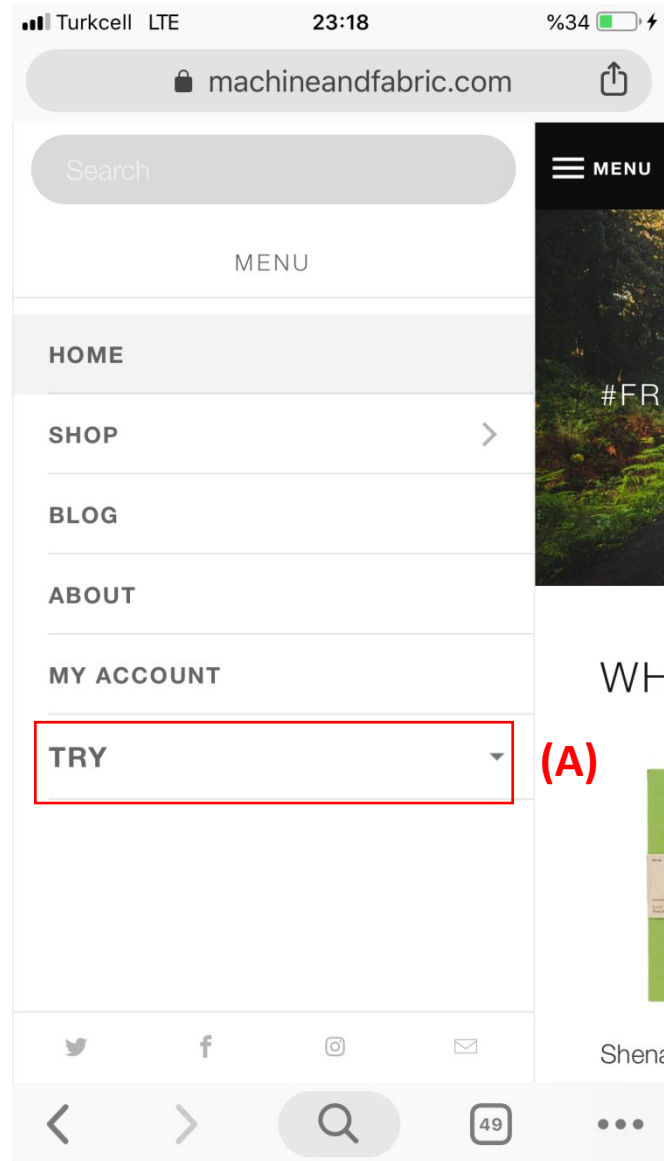 Turkcell LTE 23:18 %34
machineandfabric.com
Search
MENU
MENU
#FR
HOME
SHOP
BLOG
ABOUT
MY ACCOUNT
WH
TRY
(A)
Shena
49